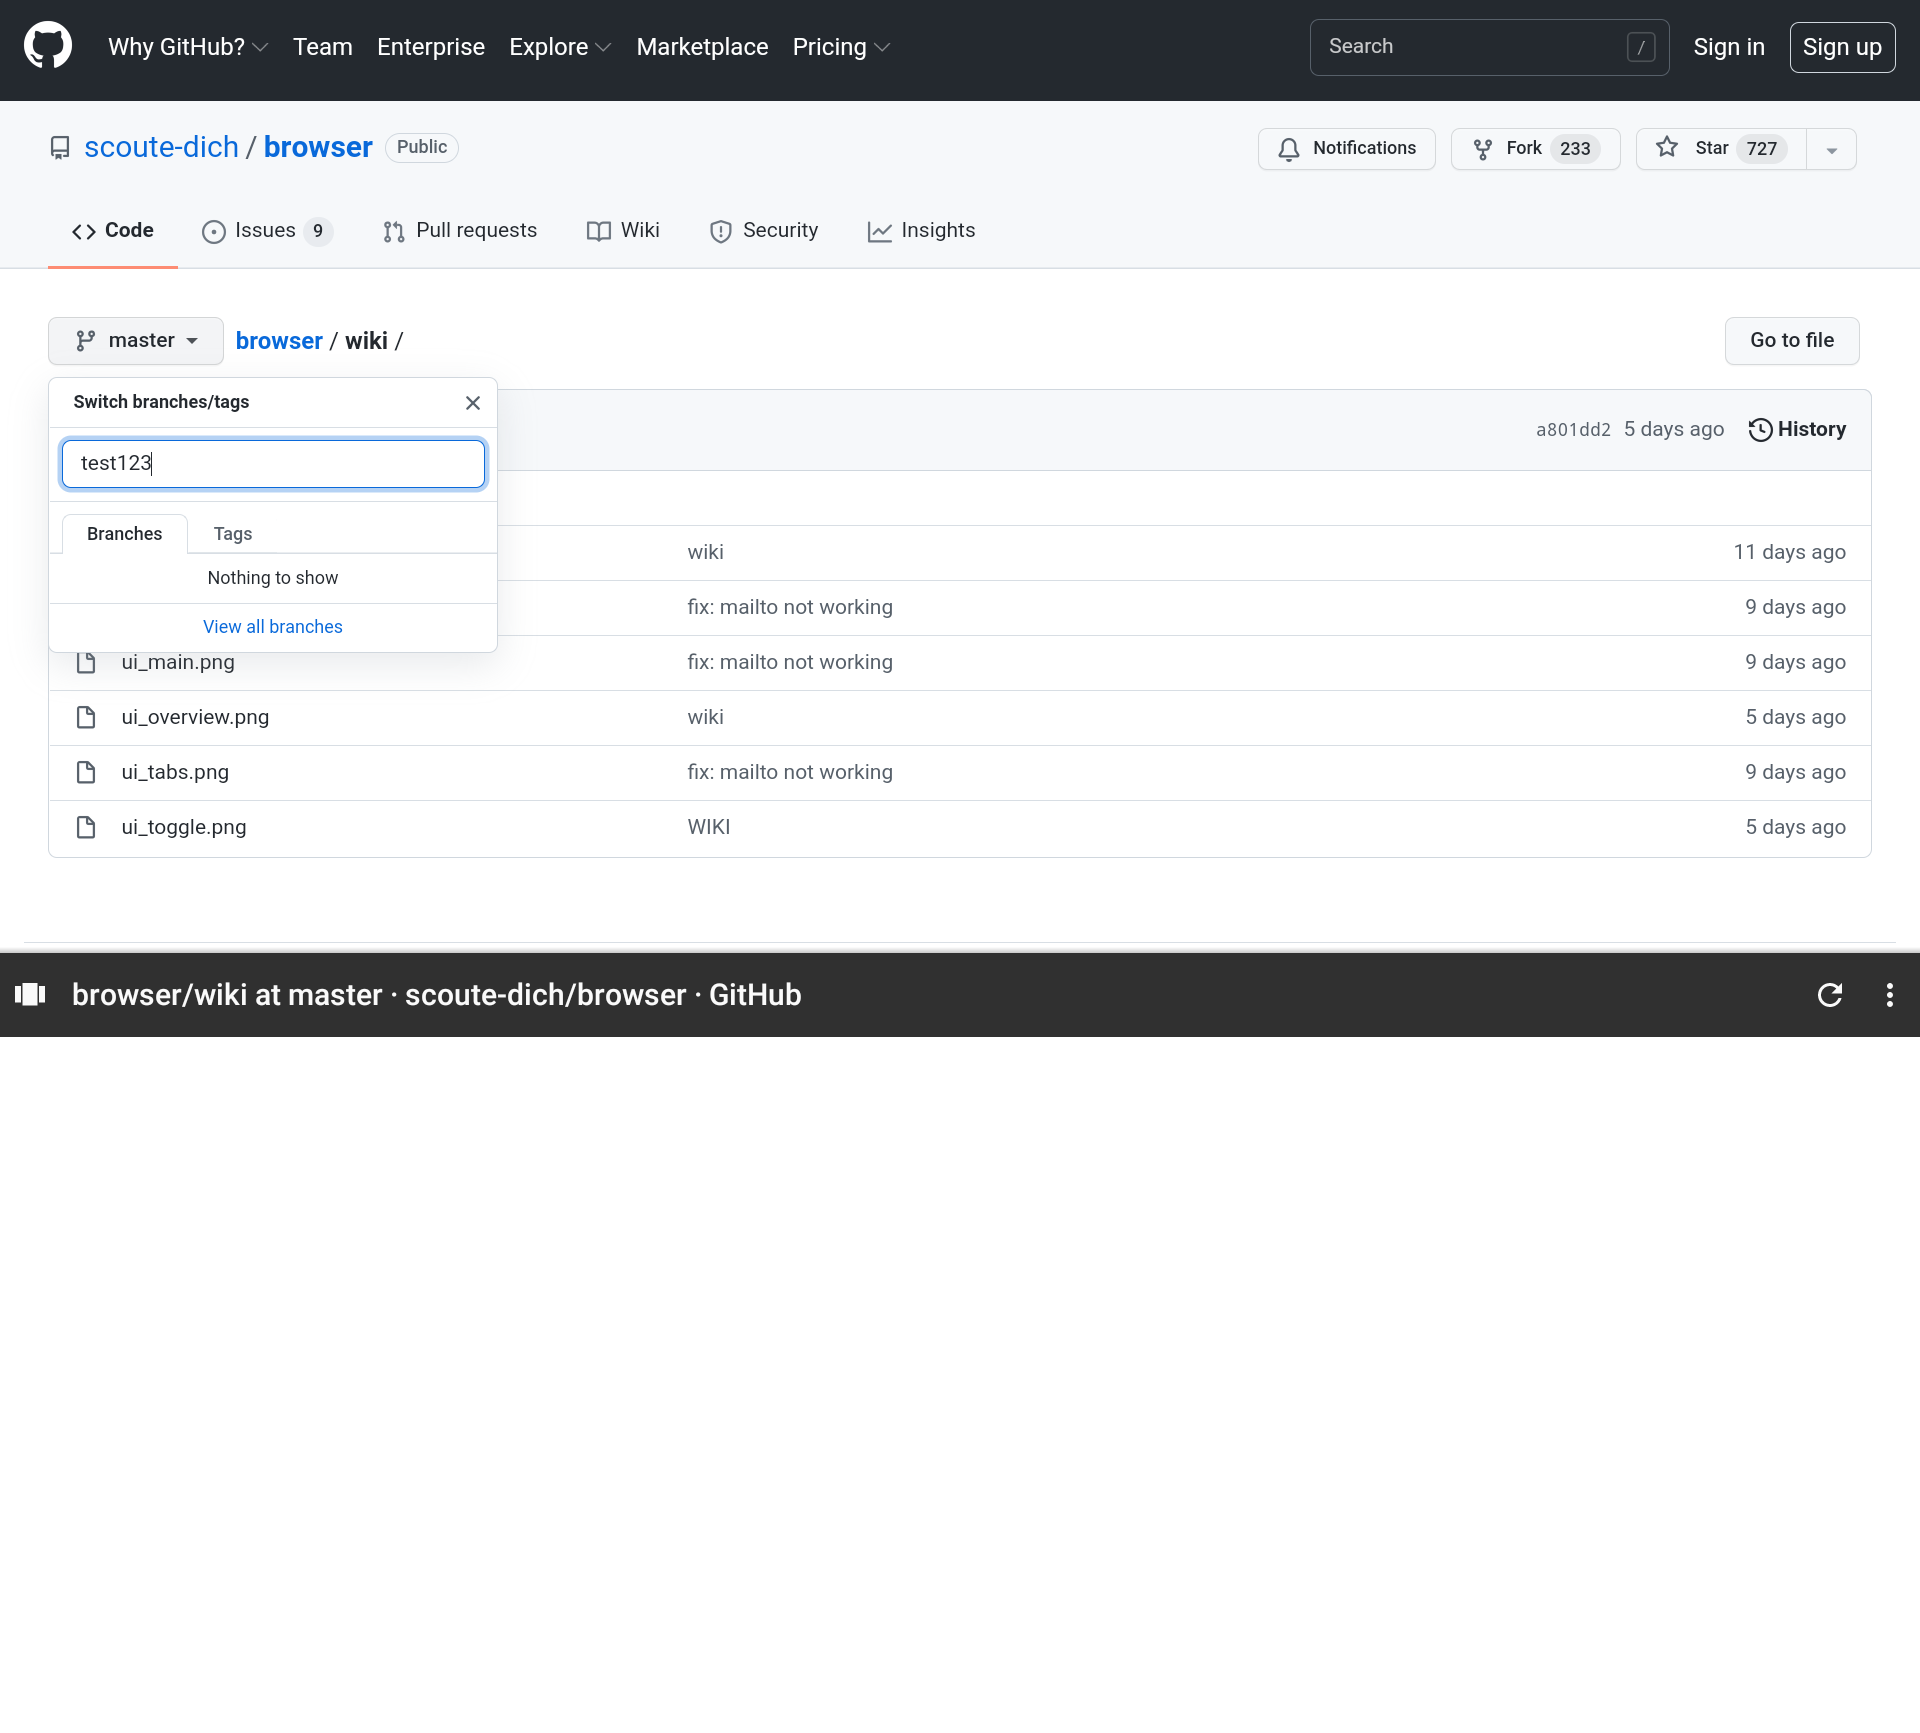 Why GitHub? Team Enterprise Explore Marketplace Pricing Search / Sign in Sign up
scoute-dich / browser Public Notifications Fork 233 Star 727
Code Issues 9 Pull requests Wiki Security Insights
master browser / wiki / Go to file
Switch branches/tags
a801dd2 5 days ago History
test123
Branches Tags
wiki 11 days ago
Nothing to show
fix: mailto not working 9 days ago
View all branches
ui_main.png fix: mailto not working 9 days ago
ui_overview.png wiki 5 days ago
ui_tabs.png fix: mailto not working 9 days ago
ui_toggle.png WIKI 5 days ago
browser/wiki at master · scoute-dich/browser · GitHub